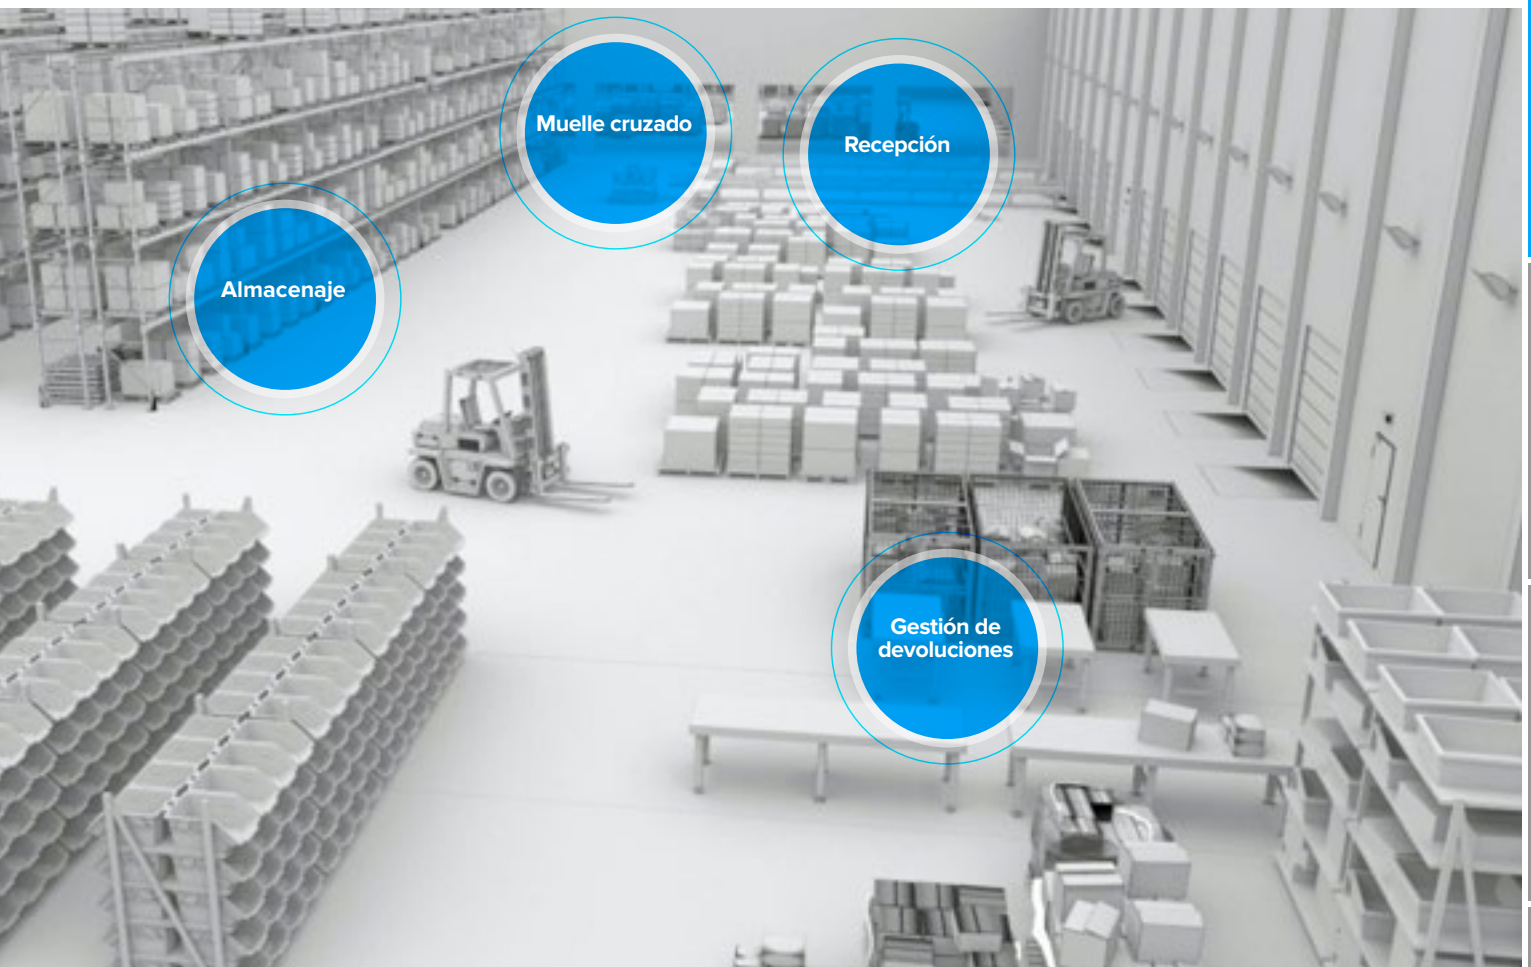 Muelle cruzado
Recepción
Almacenaje
Gestión de
devoluciones